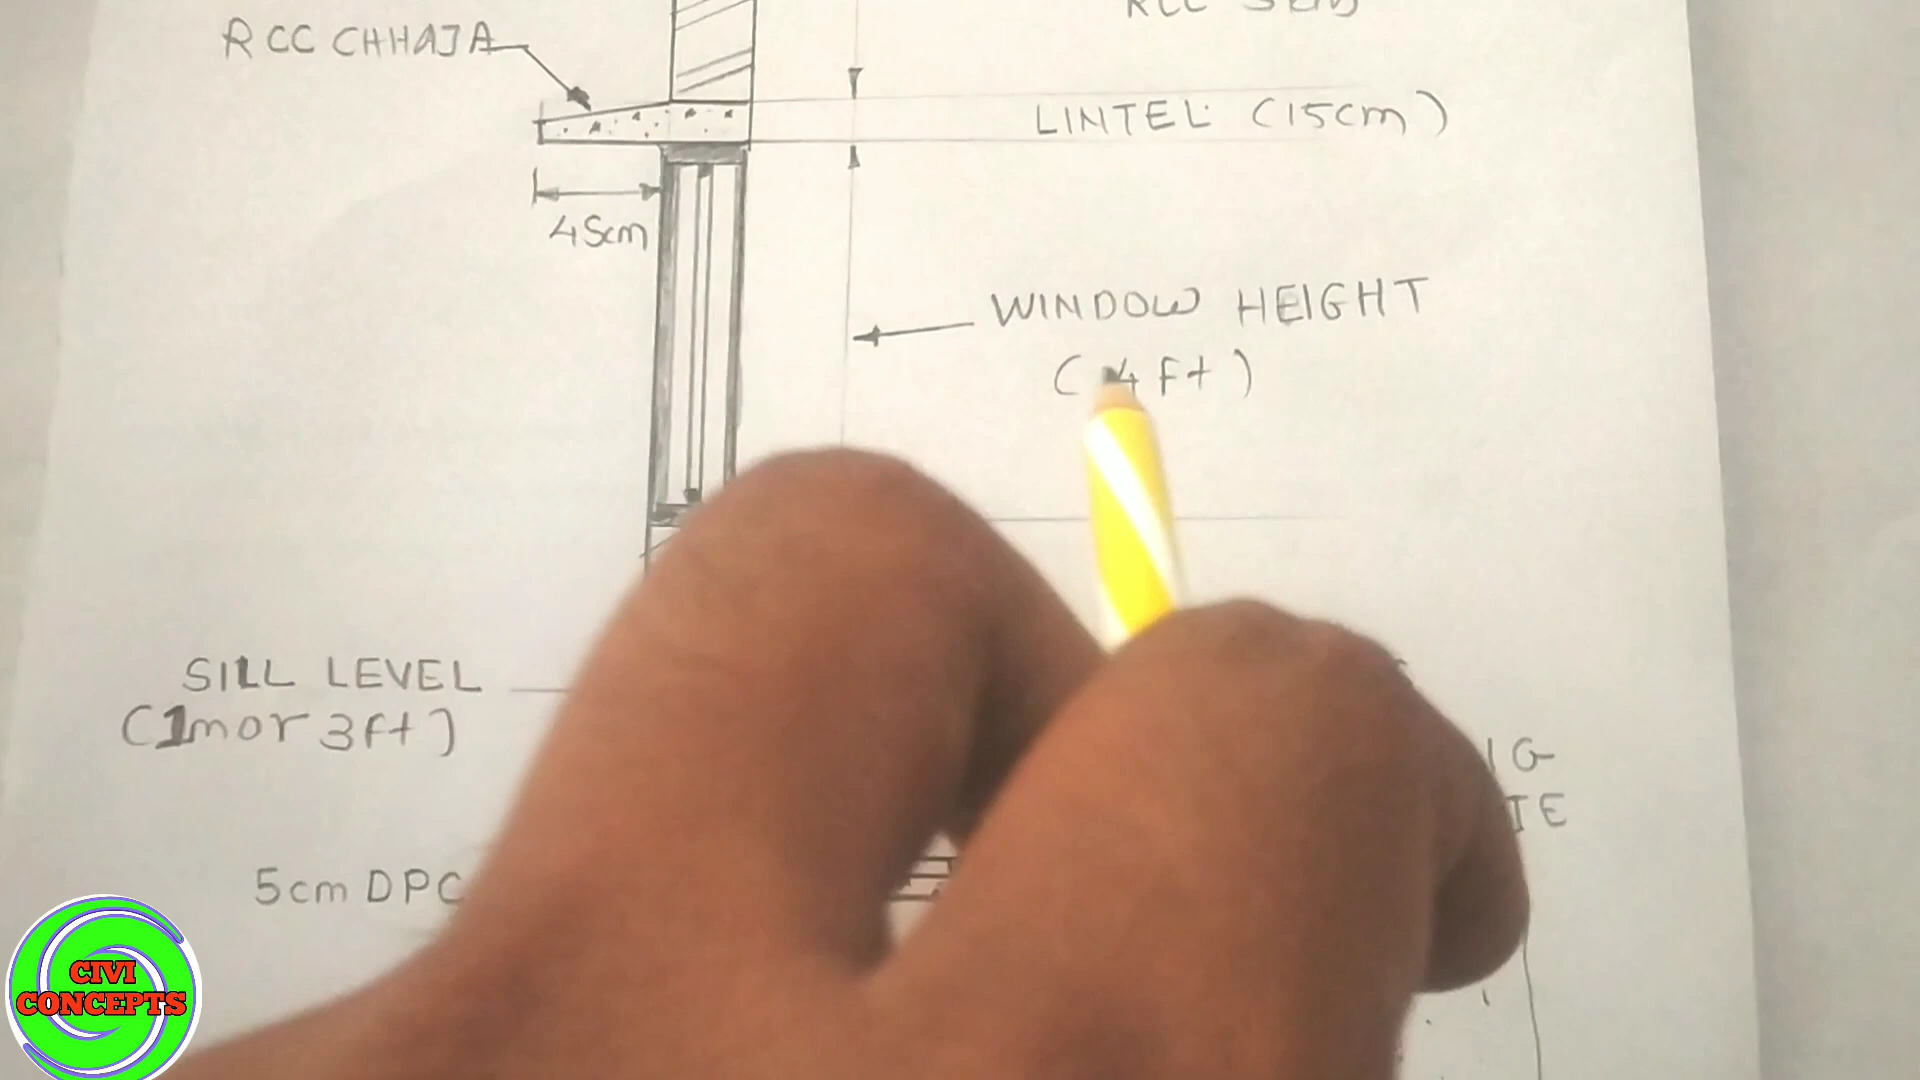 RCC CHHAJA
LINTEL (15cm)
45cm
WINDOW HEIGHT
(4 ft)
SILL LEVEL
(1m or 3ft)
5cm DPC
CIVI
CONCEPTS